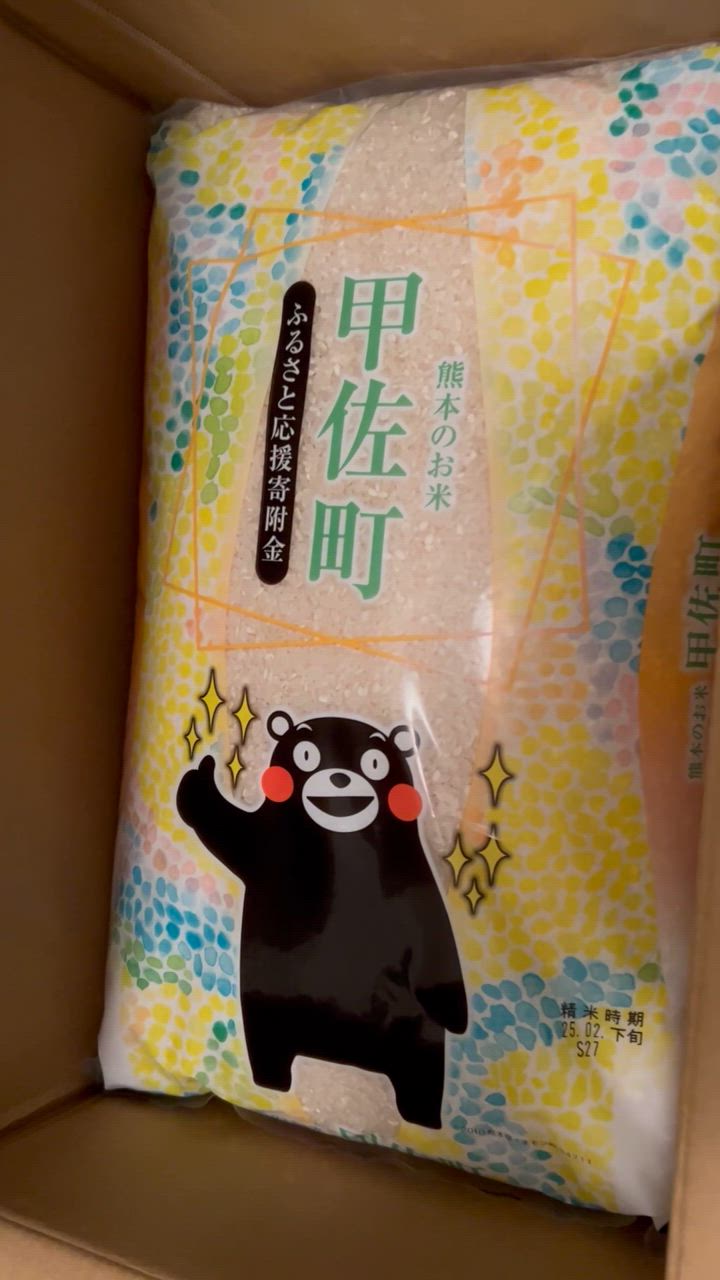 熊本のお米
甲佐町
ふるさと応援寄附金
精米時期
25.02.下旬
S27
甲佐町
熊本のお米